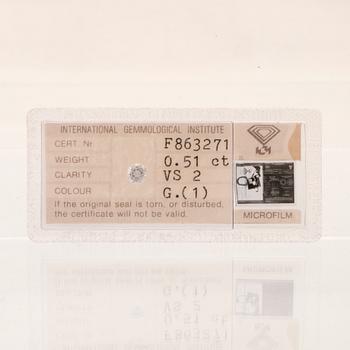 INTERNATIONAL GEMMOLOGICAL INSTITUTE
CERT. Nr F863271
WEIGHT 0.51 ct
CLARITY VS 2
COLOUR G.(1)
If the original seal is torn, or disturbed,
the certificate will not be valid.
MICROFILM